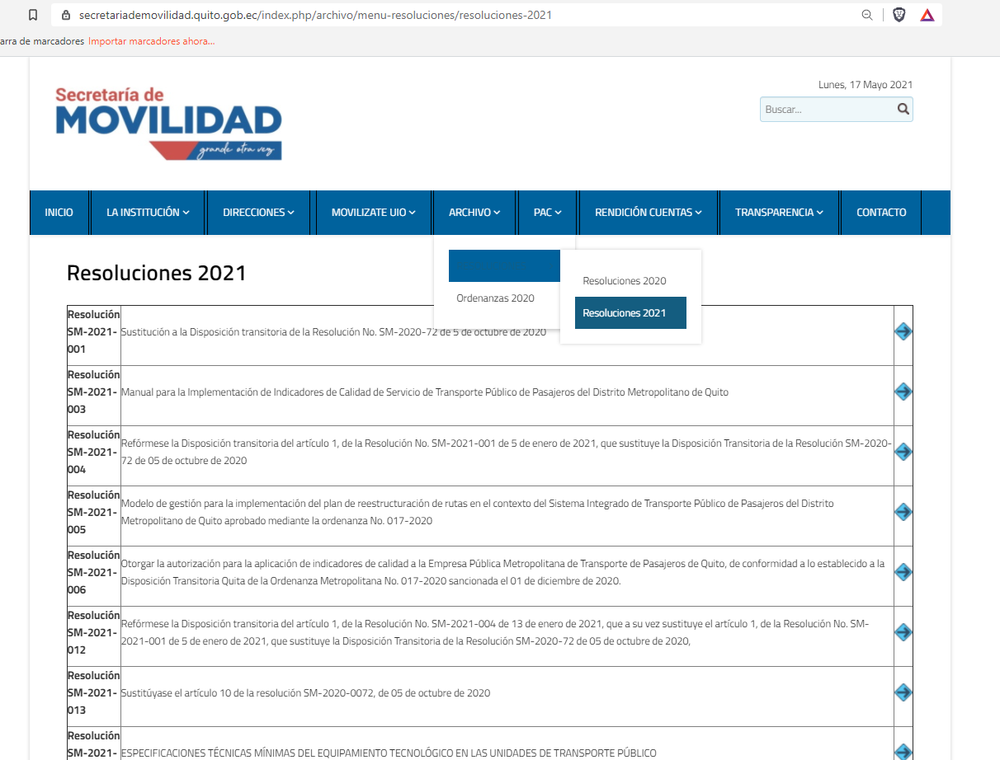 secretariademovilidad.quito.gob.ec/index.php/archivo/menu-resoluciones/resoluciones-2021
arra de marcadores Importar marcadores ahora...
Lunes, 17 Mayo 2021
Secretaría de
MOVILIDAD
grande otra vez
Buscar...
INICIO LA INSTITUCIÓN DIRECCIONES MOVILIZATE UIO ARCHIVO PAC RENDICIÓN CUENTAS TRANSPARENCIA CONTACTO
Ordenanzas 2020
Resoluciones 2020
Resoluciones 2021
Resoluciones 2021
Resolución
SM-2021-
001
Sustitución a la Disposición transitoria de la Resolución No. SM-2020-72 de 5 de octubre de 2020
Resolución
SM-2021-
003
Manual para la Implementación de Indicadores de Calidad de Servicio de Transporte Público de Pasajeros del Distrito Metropolitano de Quito
Resolución
SM-2021-
004
Refórmese la Disposición transitoria del artículo 1, de la Resolución No. SM-2021-001 de 5 de enero de 2021, que sustituye la Disposición Transitoria de la Resolución SM-2020-
72 de 05 de octubre de 2020
Resolución
SM-2021-
005
Modelo de gestión para la implementación del plan de reestructuración de rutas en el contexto del Sistema Integrado de Transporte Público de Pasajeros del Distrito
Metropolitano de Quito aprobado mediante la ordenanza No. 017-2020
Resolución
SM-2021-
006
Otorgar la autorización para la aplicación de indicadores de calidad a la Empresa Pública Metropolitana de Transporte de Pasajeros de Quito, de conformidad a lo establecido a la
Disposición Transitoria Quita de la Ordenanza Metropolitana No. 017-2020 sancionada el 01 de diciembre de 2020.
Resolución
SM-2021-
012
Refórmese la Disposición transitoria del artículo 1, de la Resolución No. SM-2021-004 de 13 de enero de 2021, que a su vez sustituye el artículo 1, de la Resolución No. SM-
2021-001 de 5 de enero de 2021, que sustituye la Disposición Transitoria de la Resolución SM-2020-72 de 05 de octubre de 2020,
Resolución
SM-2021-
013
Sustitúyase el artículo 10 de la resolución SM-2020-0072, de 05 de octubre de 2020
Resolución
SM-2021-
ESPECIFICACIONES TÉCNICAS MÍNIMAS DEL EQUIPAMIENTO TECNOLÓGICO EN LAS UNIDADES DE TRANSPORTE PÚBLICO